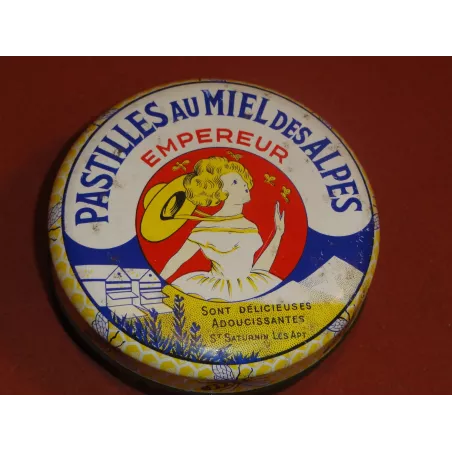 PASTILLES AU MIEL DES ALPES
EMPEREUR
SONT DÉLICIEUSES
ADOUCISSANTES
ST SATURNIN LES APT